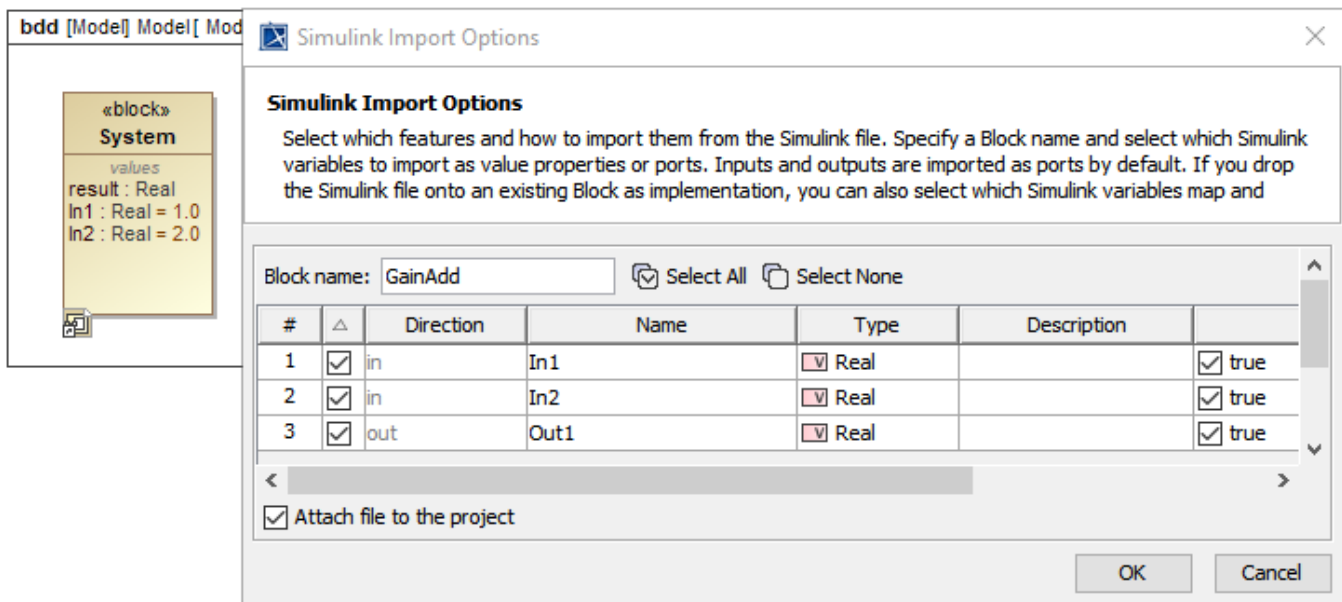 bdd [Model] Model[ Mod
«block»
System
values
result : Real
In1 : Real = 1.0
In2 : Real = 2.0
Simulink Import Options
Simulink Import Options
Select which features and how to import them from the Simulink file. Specify a Block name and select which Simulink
variables to import as value properties or ports. Inputs and outputs are imported as ports by default. If you drop
the Simulink file onto an existing Block as implementation, you can also select which Simulink variables map and
Block name: GainAdd Select All Select None
# Direction Name Type Description
1 in In1 V Real true
2 in In2 V Real true
3 out Out1 V Real true
Attach file to the project
OK Cancel